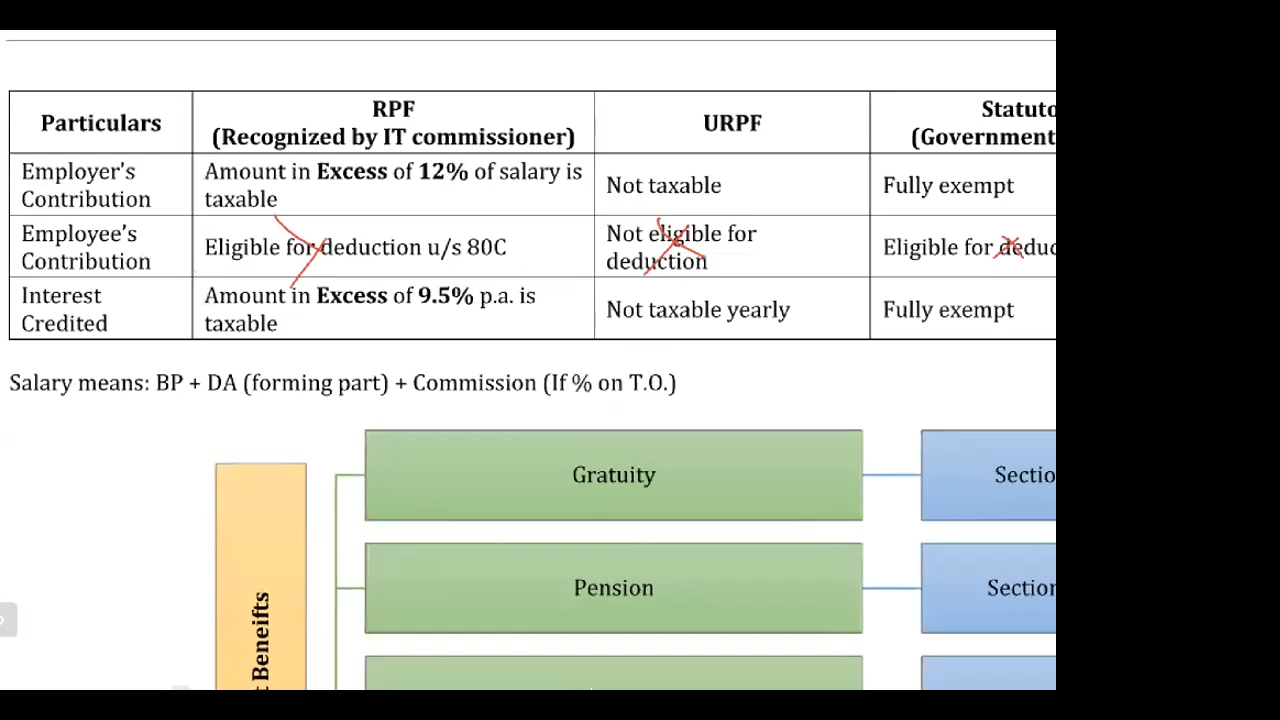 Particulars
RPF
(Recognized by IT commissioner)
URPF
Statuto
(Government
Employer's
Contribution
Amount in Excess of 12% of salary is
taxable
Not taxable
Fully exempt
Employee's
Contribution
Eligible for deduction u/s 80C
Not eligible for
deduction
Eligible for deduc
Interest
Credited
Amount in Excess of 9.5% p.a. is
taxable
Not taxable yearly
Fully exempt
Salary means: BP + DA (forming part) + Commission (If % on T.O.)
Gratuity
Sectio
Pension
Section
t Beneifts